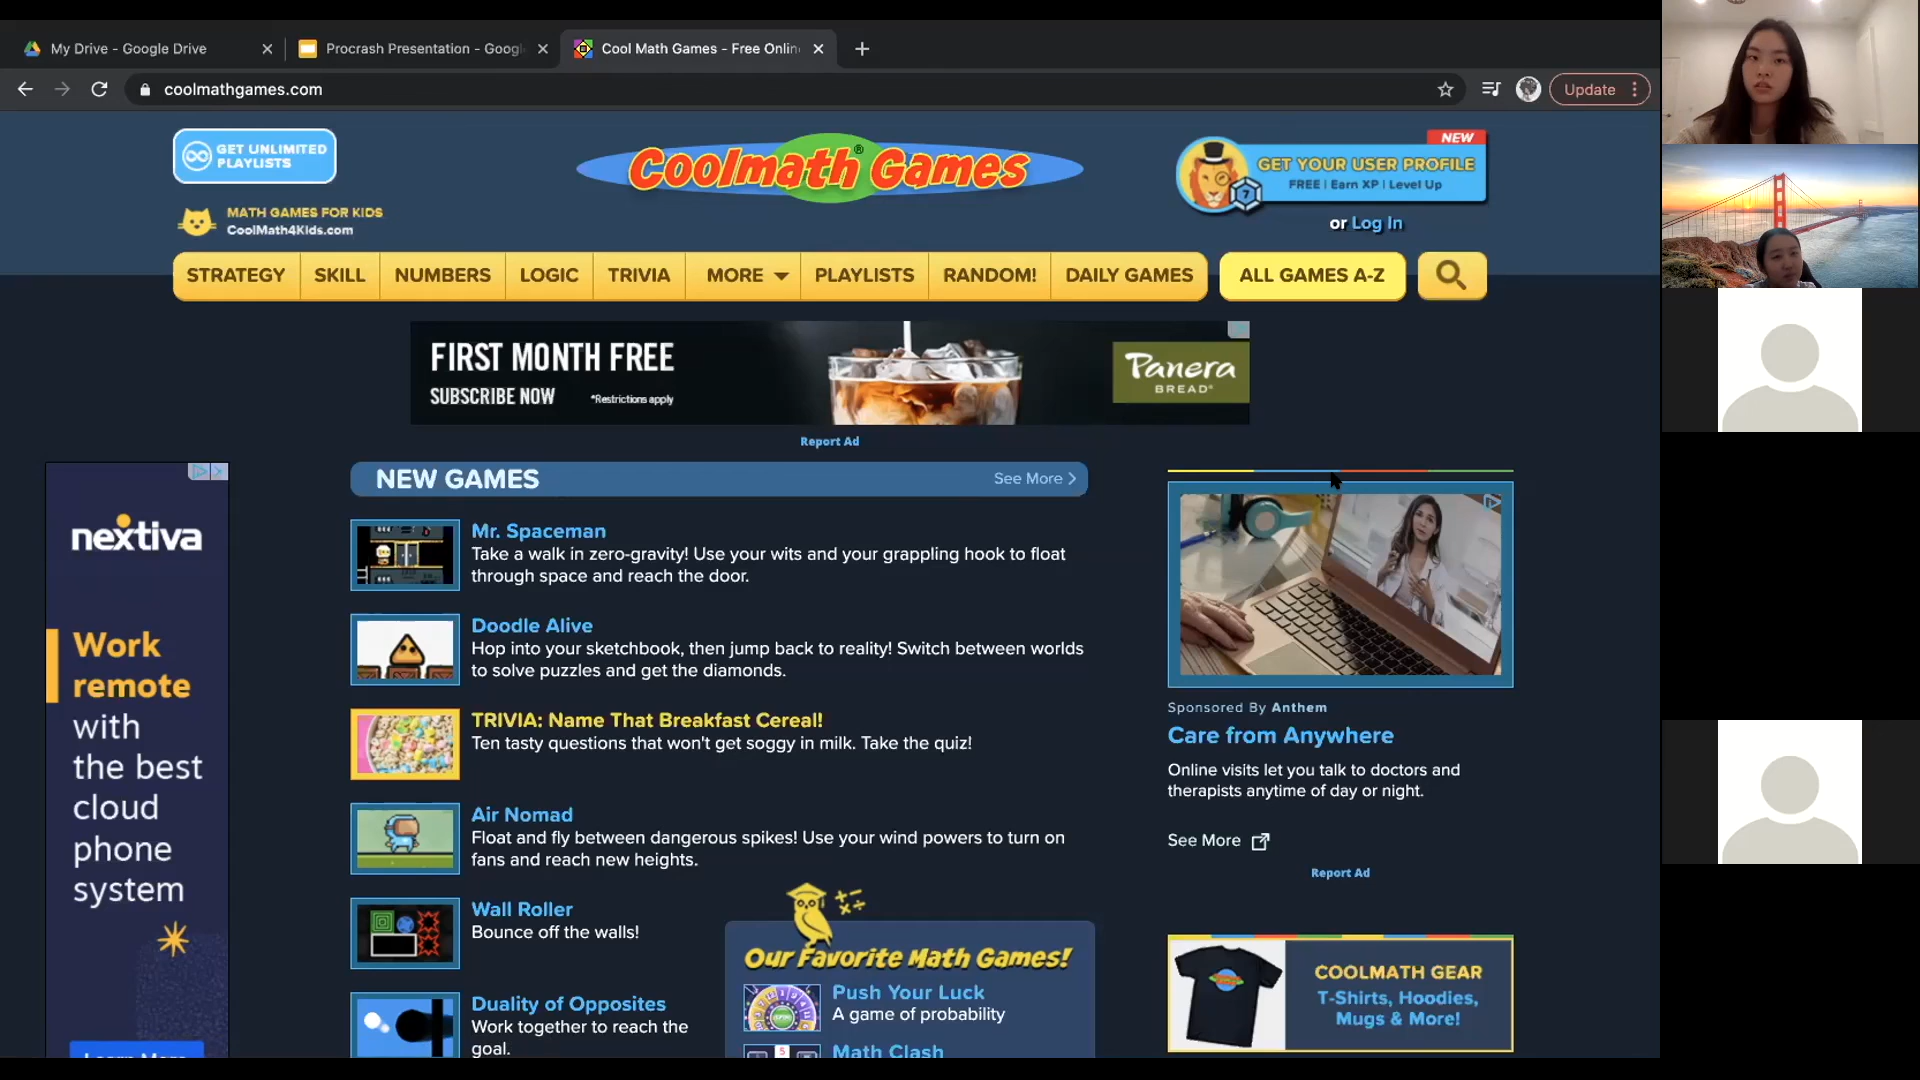 My Drive - Google Drive
Procrash Presentation - Googl
Cool Math Games - Free Onlin
coolmathgames.com
Update
GET UNLIMITED
PLAYLISTS
MATH GAMES FOR KIDS
CoolMath4Kids.com
Coolmath® Games
NEW
GET YOUR USER PROFILE
FREE | Earn XP | Level Up
7
or Log In
STRATEGY
SKILL
NUMBERS
LOGIC
TRIVIA
MORE
PLAYLISTS
RANDOM!
DAILY GAMES
ALL GAMES A-Z
FIRST MONTH FREE
SUBSCRIBE NOW
*Restrictions apply
Panera
BREAD®
Report Ad
nextiva
Work
remote
with
the best
cloud
phone
system
Learn More
NEW GAMES
See More
Mr. Spaceman
Take a walk in zero-gravity! Use your wits and your grappling hook to float
through space and reach the door.
Doodle Alive
Hop into your sketchbook, then jump back to reality! Switch between worlds
to solve puzzles and get the diamonds.
TRIVIA: Name That Breakfast Cereal!
Ten tasty questions that won't get soggy in milk. Take the quiz!
Air Nomad
Float and fly between dangerous spikes! Use your wind powers to turn on
fans and reach new heights.
Wall Roller
Bounce off the walls!
Duality of Opposites
Work together to reach the
goal.
Our Favorite Math Games!
Push Your Luck
A game of probability
Math Clash
5
Sponsored By Anthem
Care from Anywhere
Online visits let you talk to doctors and
therapists anytime of day or night.
See More
Report Ad
COOLMATH GEAR
T-Shirts, Hoodies,
Mugs & More!